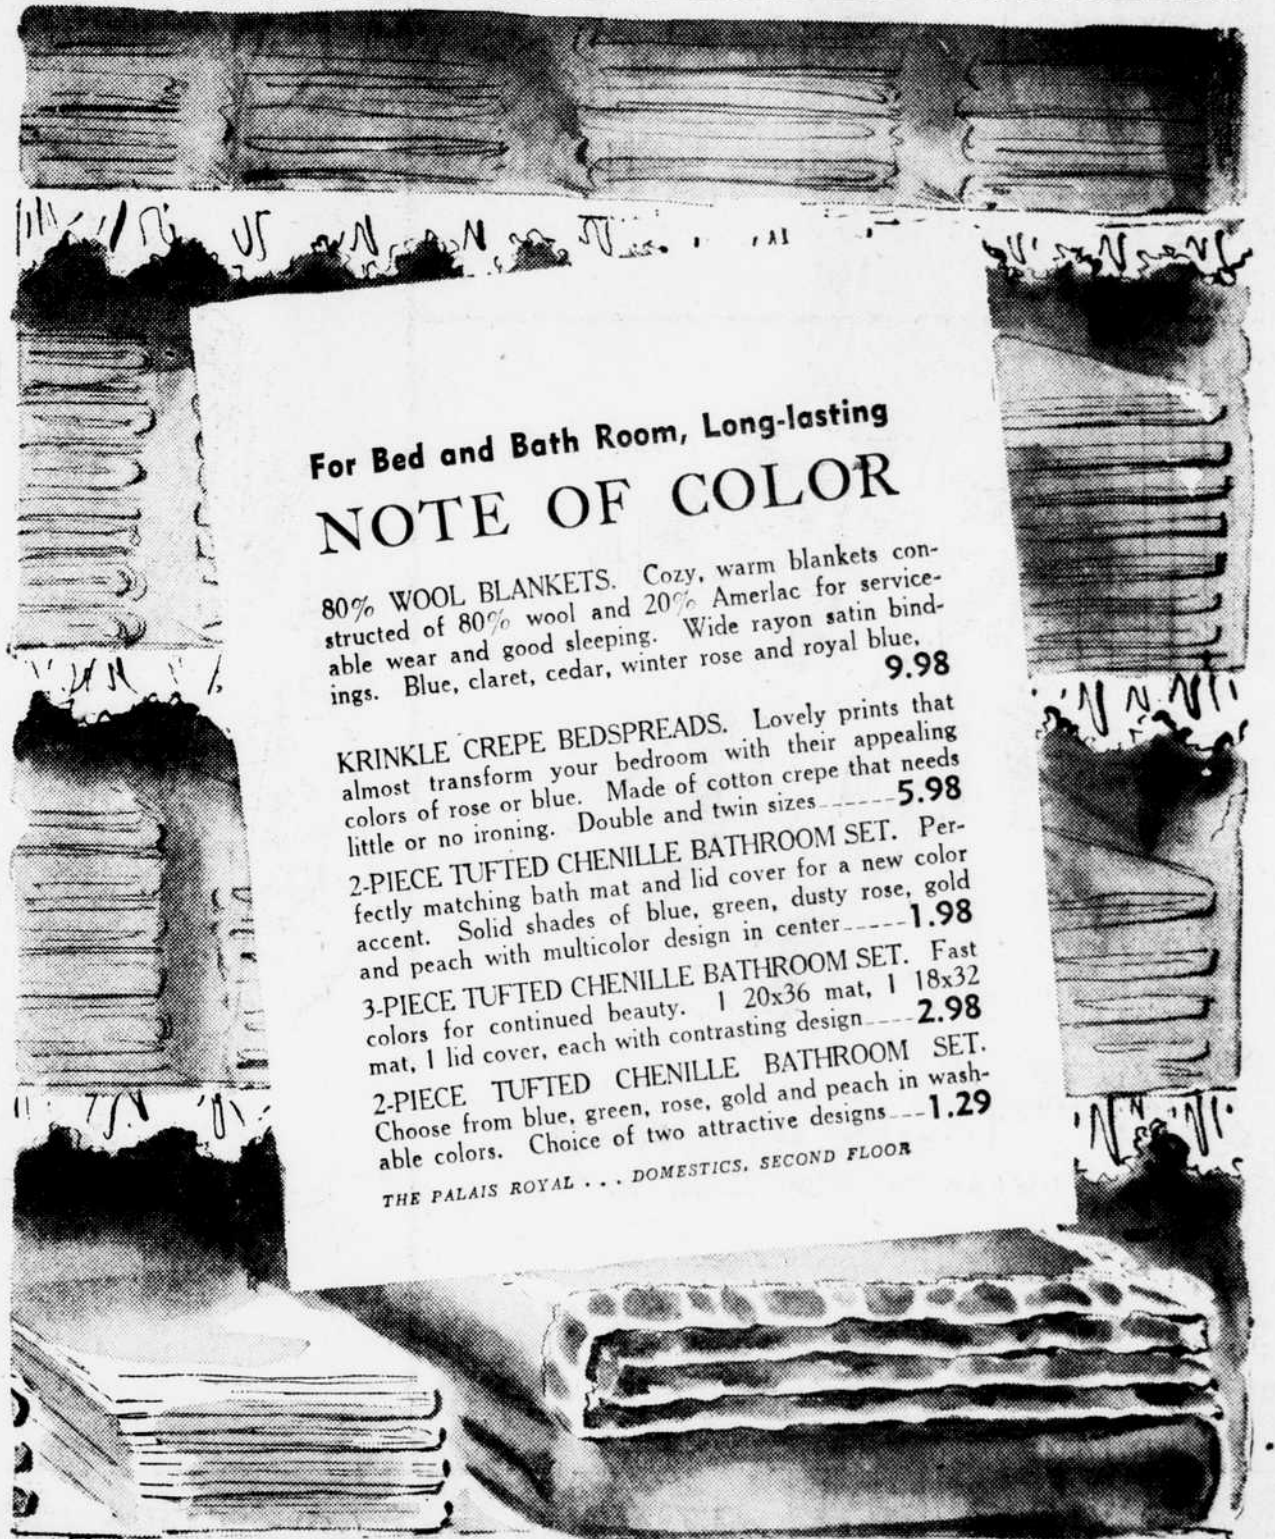 For Bed and Bath Room, Long-lasting
NOTE OF COLOR
80% WOOL BLANKETS. Cozy, warm blankets con-
structed of 80% wool and 20% Amerlac for service-
able wear and good sleeping. Wide rayon satin bind-
ings. Blue, claret, cedar, winter rose and royal blue,
9.98
KRINKLE CREPE BEDSPREADS. Lovely prints that
almost transform your bedroom with their appealing
colors of rose or blue. Made of cotton crepe that needs
little or no ironing. Double and twin sizes ------- 5.98
2-PIECE TUFTED CHENILLE BATHROOM SET. Per-
fectly matching bath mat and lid cover for a new color
accent. Solid shades of blue, green, dusty rose, gold
and peach with multicolor design in center ------ 1.98
3-PIECE TUFTED CHENILLE BATHROOM SET. Fast
colors for continued beauty. 1 20x36 mat, 1 18x32
mat, 1 lid cover, each with contrasting design ---- 2.98
2-PIECE TUFTED CHENILLE BATHROOM SET.
Choose from blue, green, rose, gold and peach in wash-
able colors. Choice of two attractive designs --- 1.29
THE PALAIS ROYAL . . . DOMESTICS, SECOND FLOOR